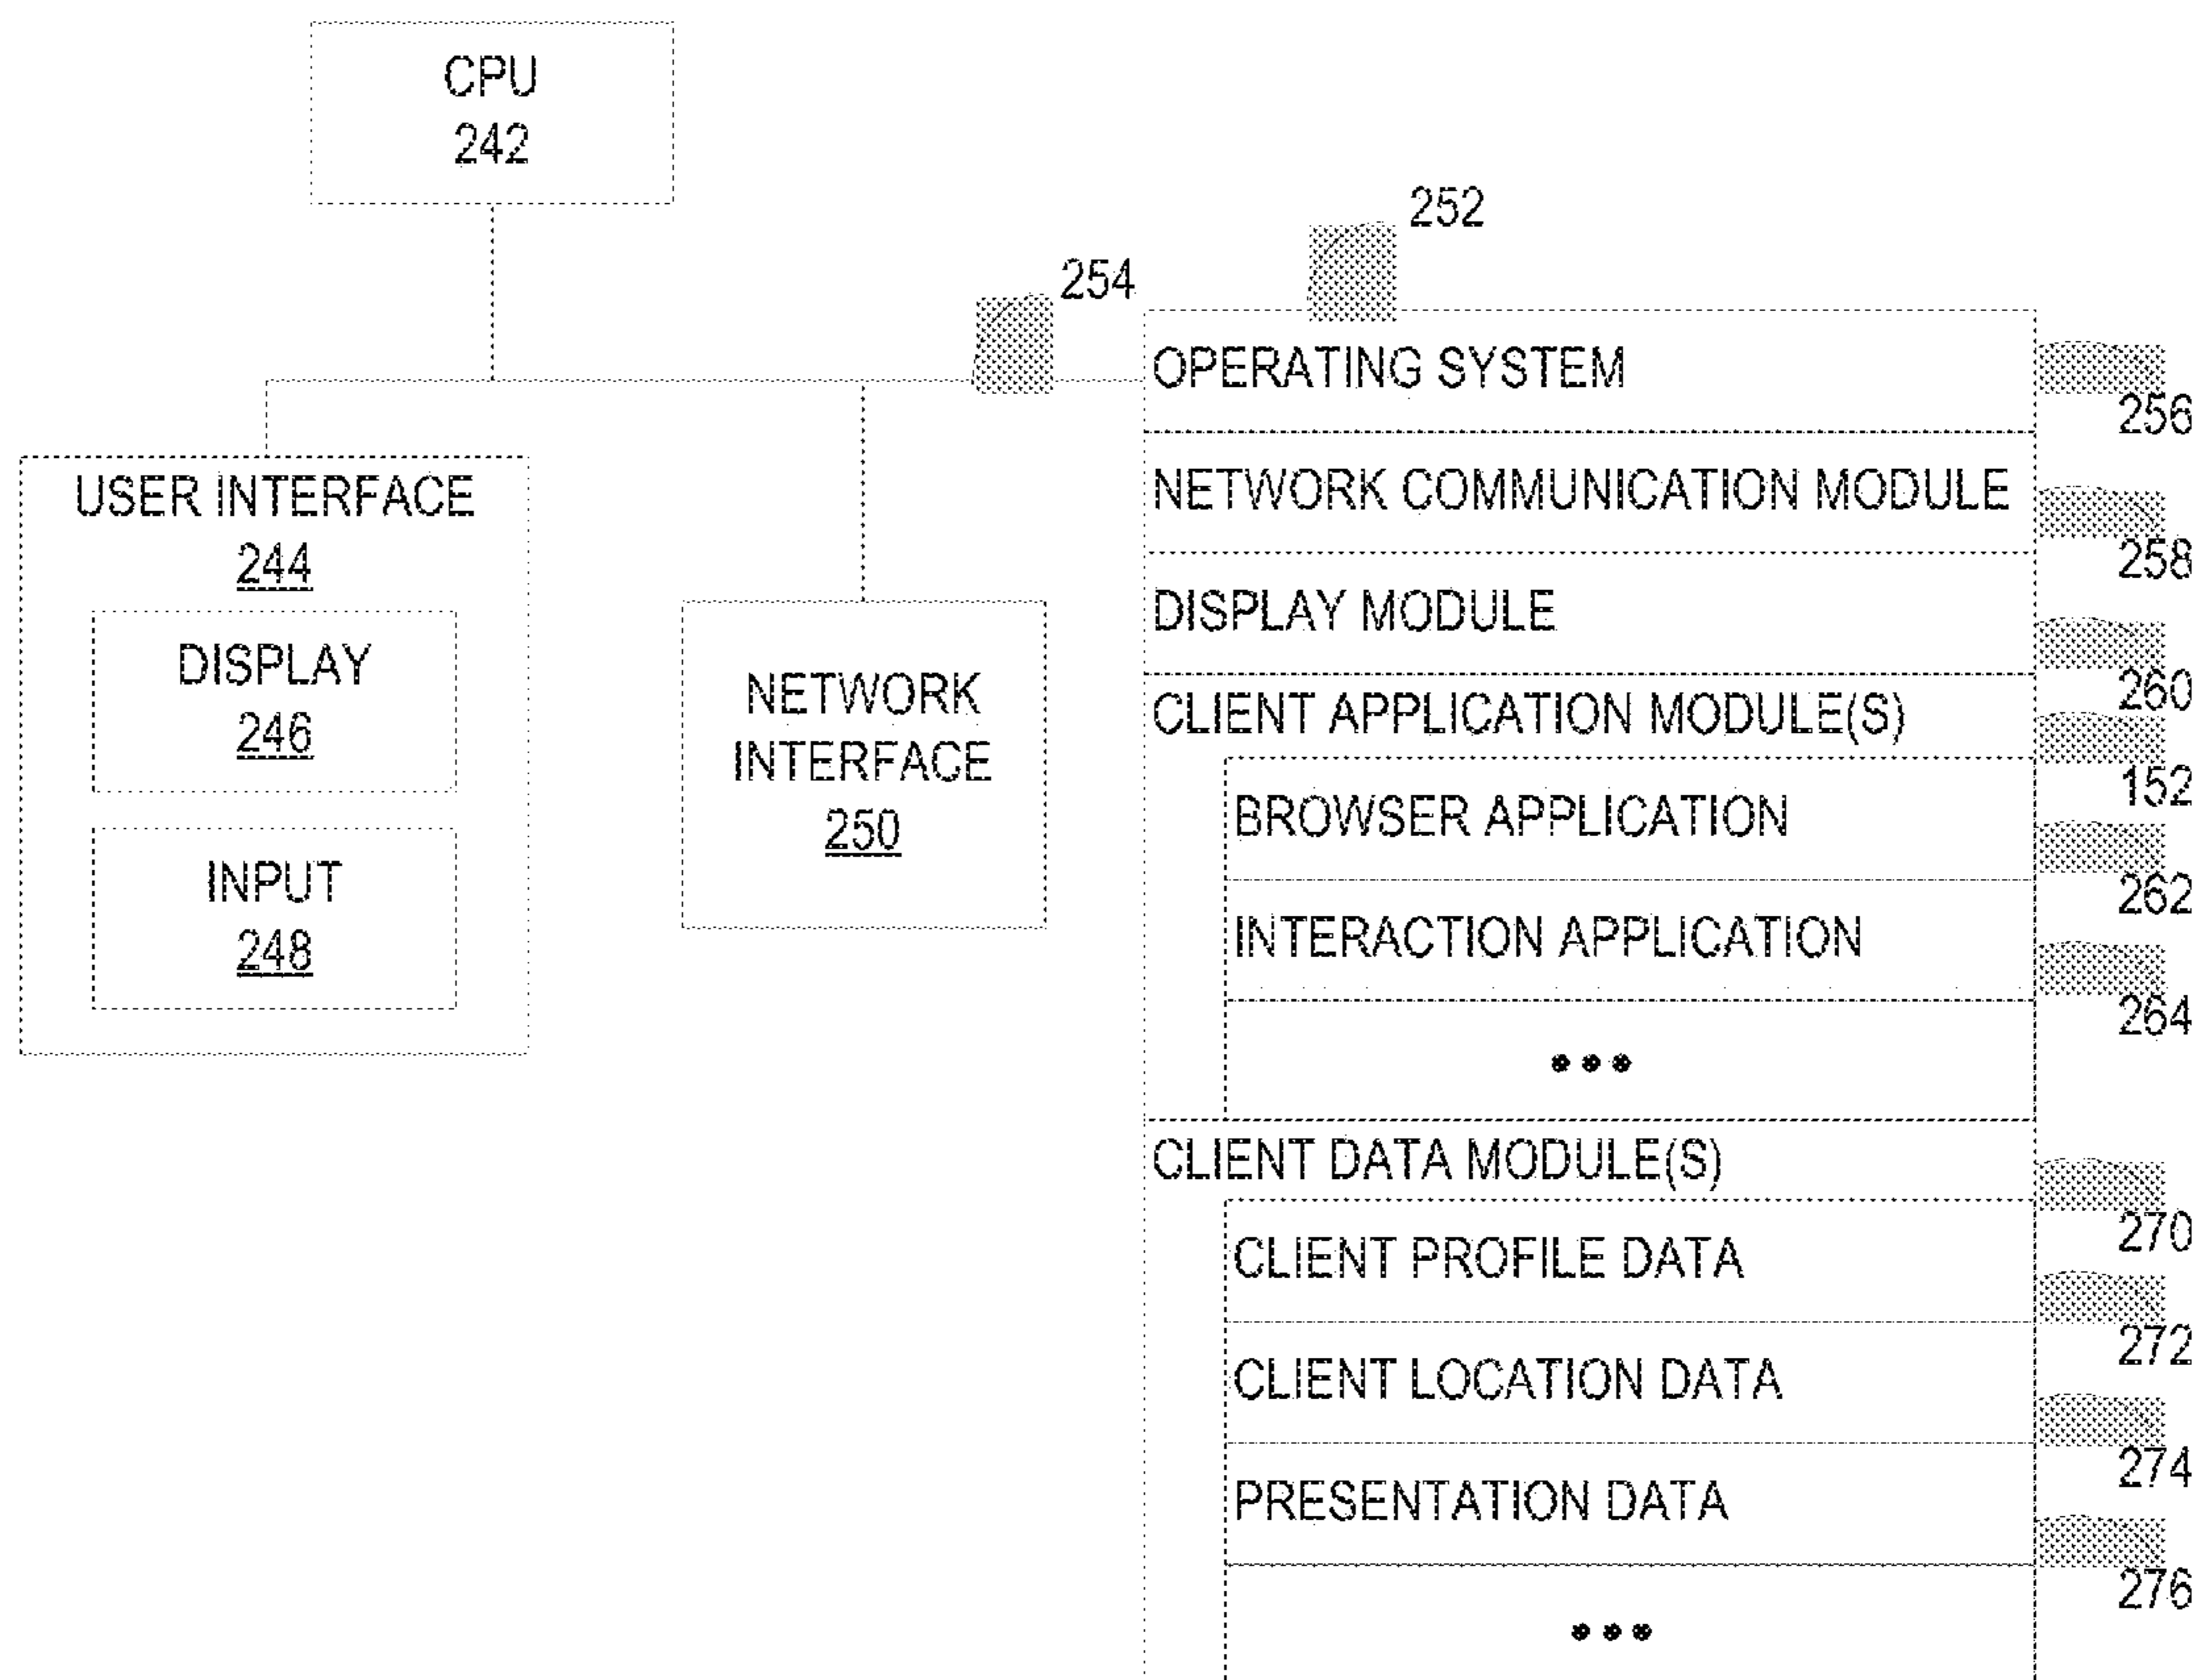 CPU
242
252
254
OPERATING SYSTEM
256
NETWORK COMMUNICATION MODULE
258
DISPLAY MODULE
260
CLIENT APPLICATION MODULE(S)
152
BROWSER APPLICATION
262
INTERACTION APPLICATION
264
•••
CLIENT DATA MODULE(S)
270
CLIENT PROFILE DATA
272
CLIENT LOCATION DATA
274
PRESENTATION DATA
276
•••
USER INTERFACE
244
DISPLAY
246
INPUT
248
NETWORK
INTERFACE
250